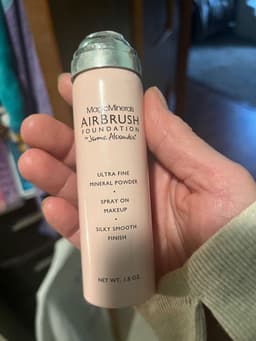 MagicMinerals
AIRBRUSH
FOUNDATION
by Jerome Alexander
ULTRA FINE
MINERAL POWDER
•
SPRAY ON
MAKEUP
•
SILKY SMOOTH
FINISH
NET WT. 1.8 OZ.